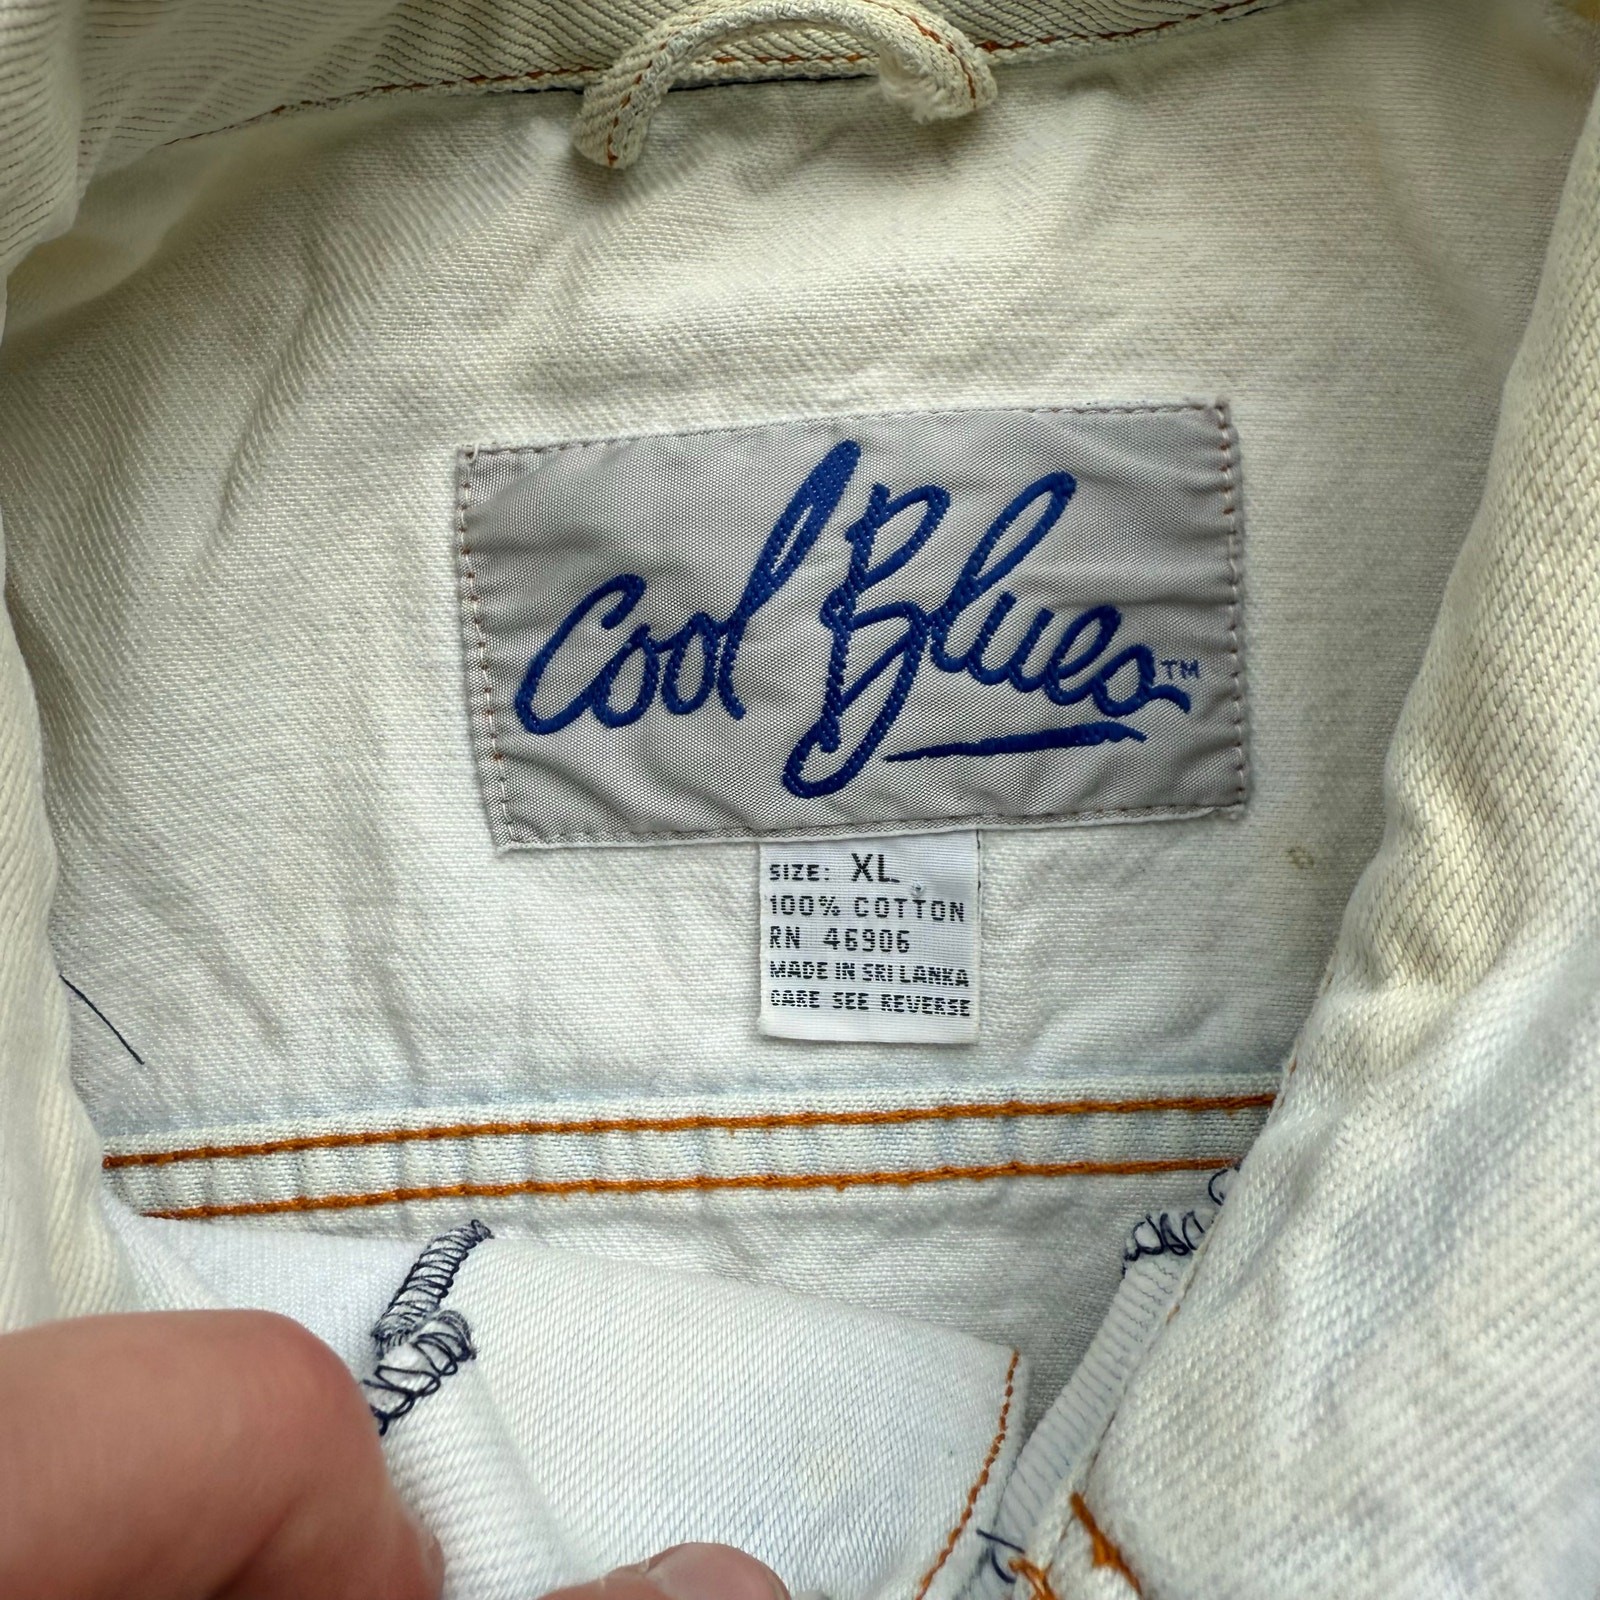 Cool Blues™
SIZE: XL
100% COTTON
RN 46906
MADE IN SRI LANKA
CARE SEE REVERSE